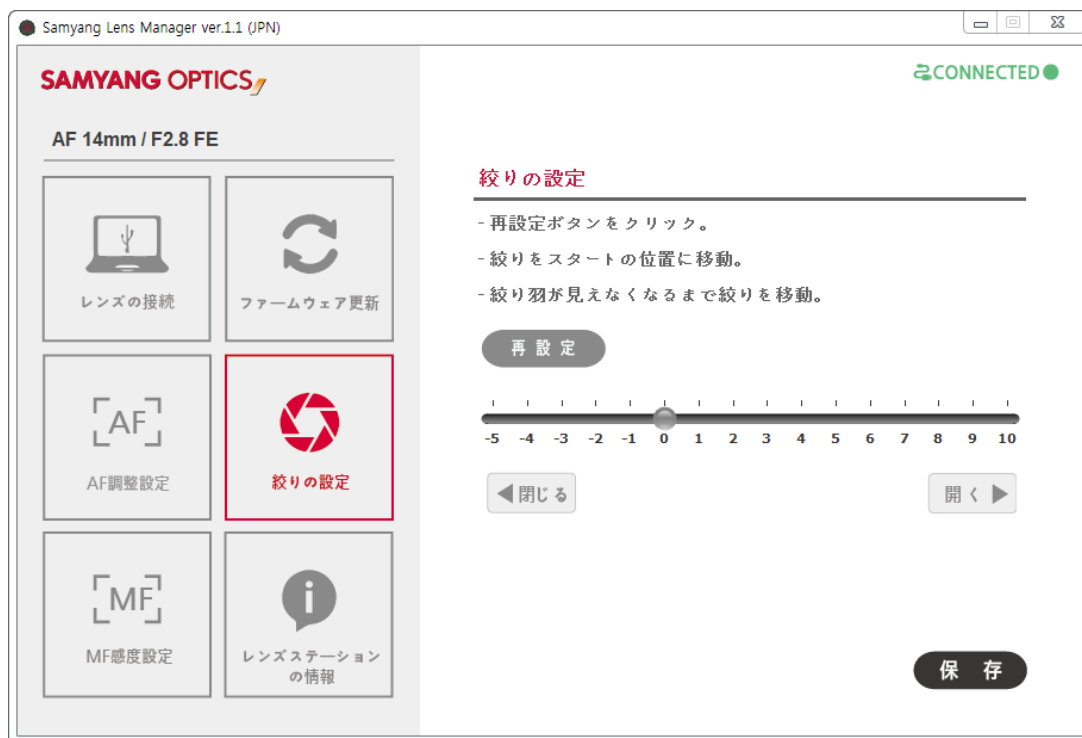 Samyang Lens Manager ver.1.1 (JPN)
SAMYANG OPTICS
CONNECTED
AF 14mm / F2.8 FE
レンズの接続
ファームウェア更新
AF
AF調整設定
絞りの設定
MF
MF感度設定
i
レンズステーション
の情報
絞りの設定
- 再設定ボタンをクリック。
- 絞りをスタートの位置に移動。
- 絞り羽が見えなくなるまで絞りを移動。
再設定
-5 -4 -3 -2 -1 0 1 2 3 4 5 6 7 8 9 10
閉じる
開く
保存